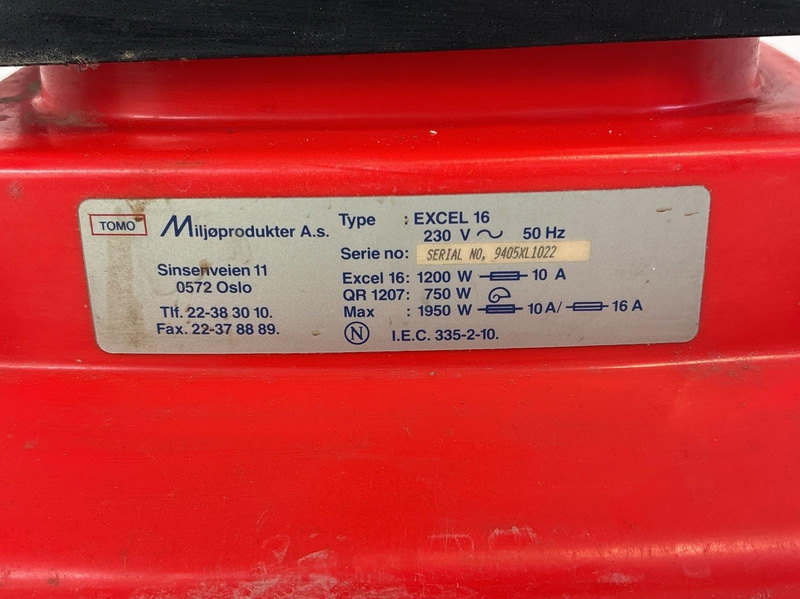 TOMO Miljøprodukter A.s.
Sinsenveien 11
0572 Oslo
Tlf. 22-38 30 10.
Fax. 22-37 88 89.
Type : EXCEL 16
230 V ~ 50 Hz
Serie no: SERIAL NO, 9405XL1022
Excel 16: 1200 W 10 A
QR 1207: 750 W
Max : 1950 W 10 A/ 16 A
N I.E.C. 335-2-10.